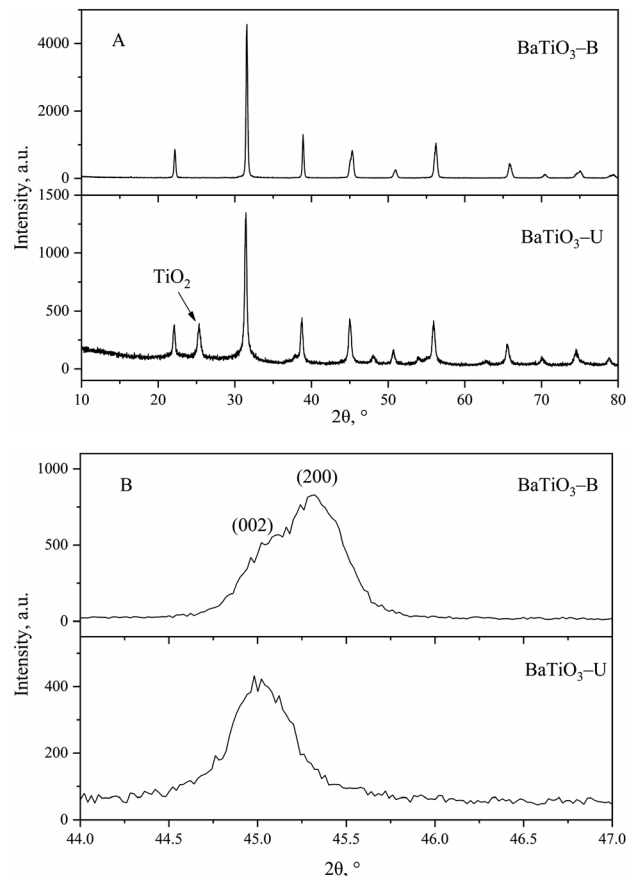 A
BaTiO₃–B
4000
2000
0
Intensity, a.u.
1500
BaTiO₃–U
1000
TiO₂
500
0
10 20 30 40 50 60 70 80
2θ, °
B
1000
(200)
BaTiO₃–B
(002)
500
0
Intensity, a.u.
BaTiO₃–U
400
200
0
44.0 44.5 45.0 45.5 46.0 46.5 47.0
2θ, °